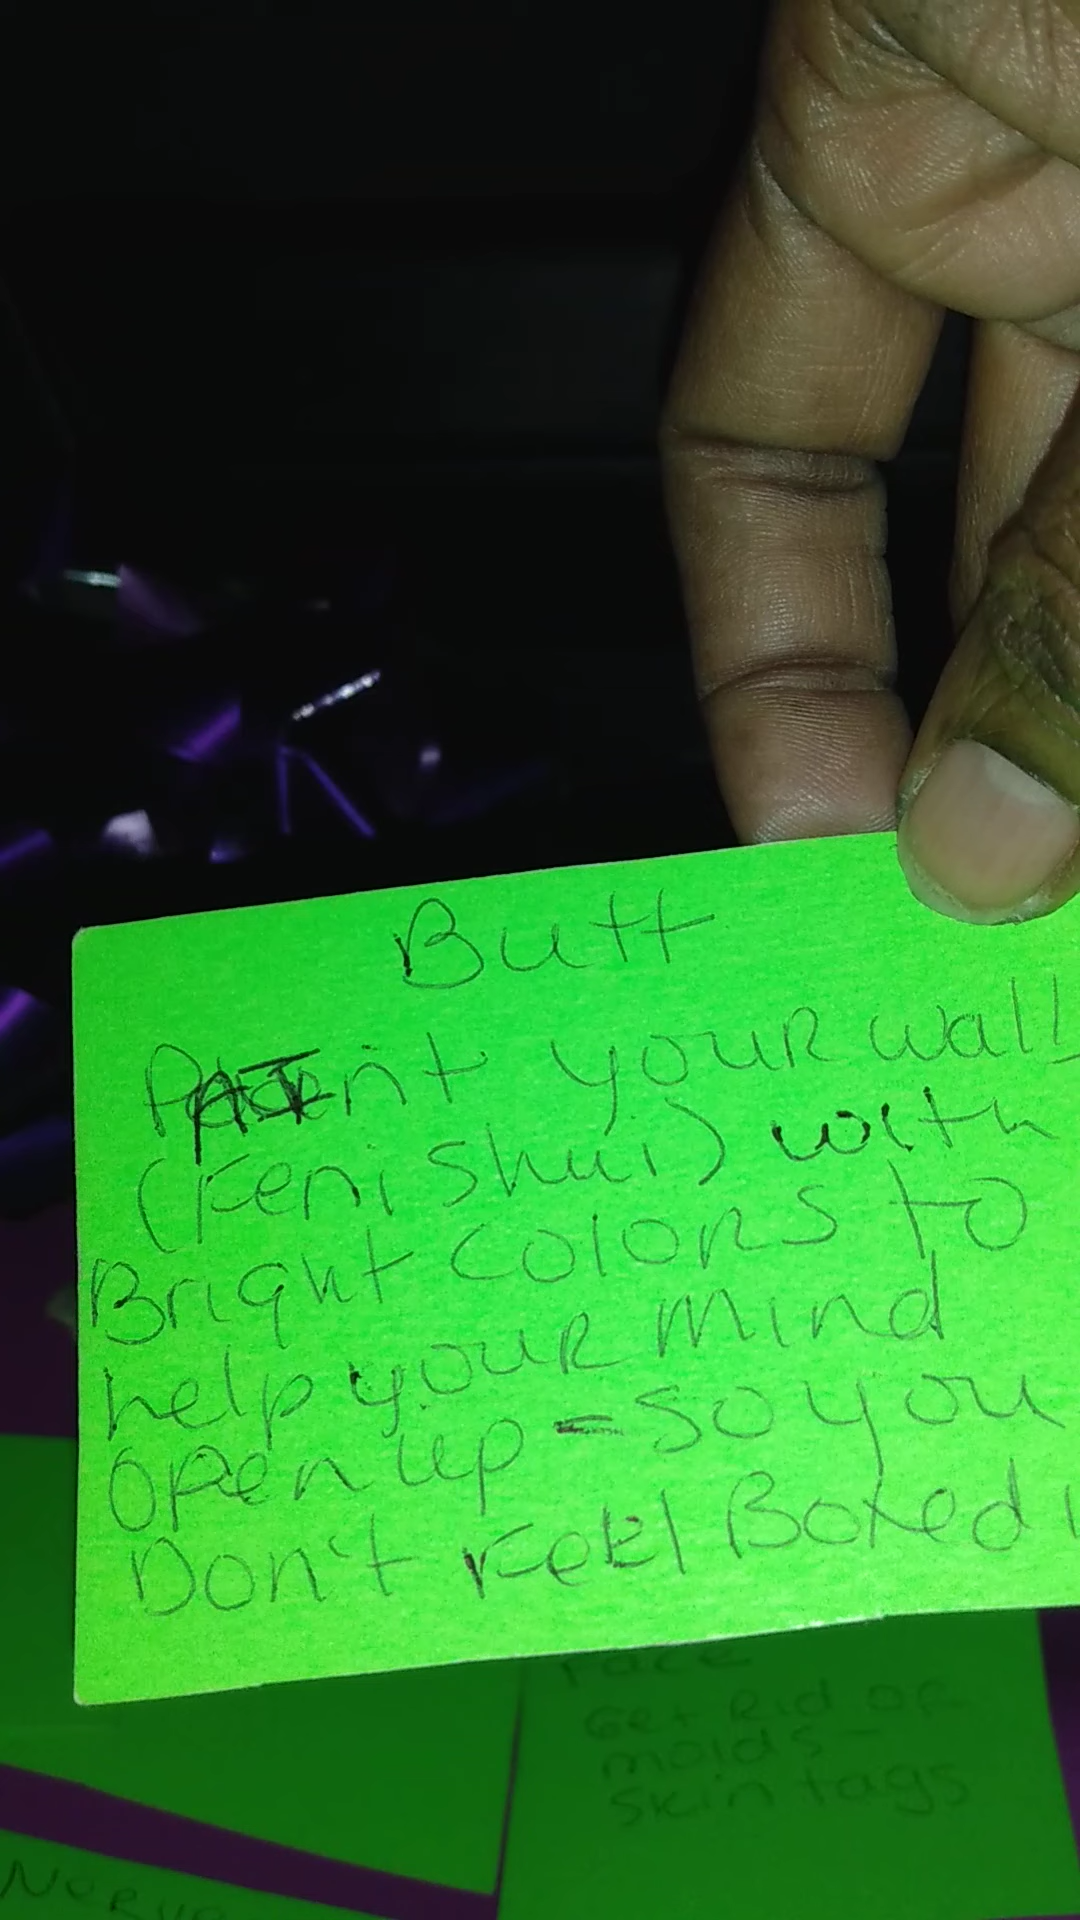 Butt
Paint your wall
(Feni Shui) with
Bright colors to
help your mind
open up - so you
Don't Feel Boxed
Face
Get Rid of
molds -
Skin tags